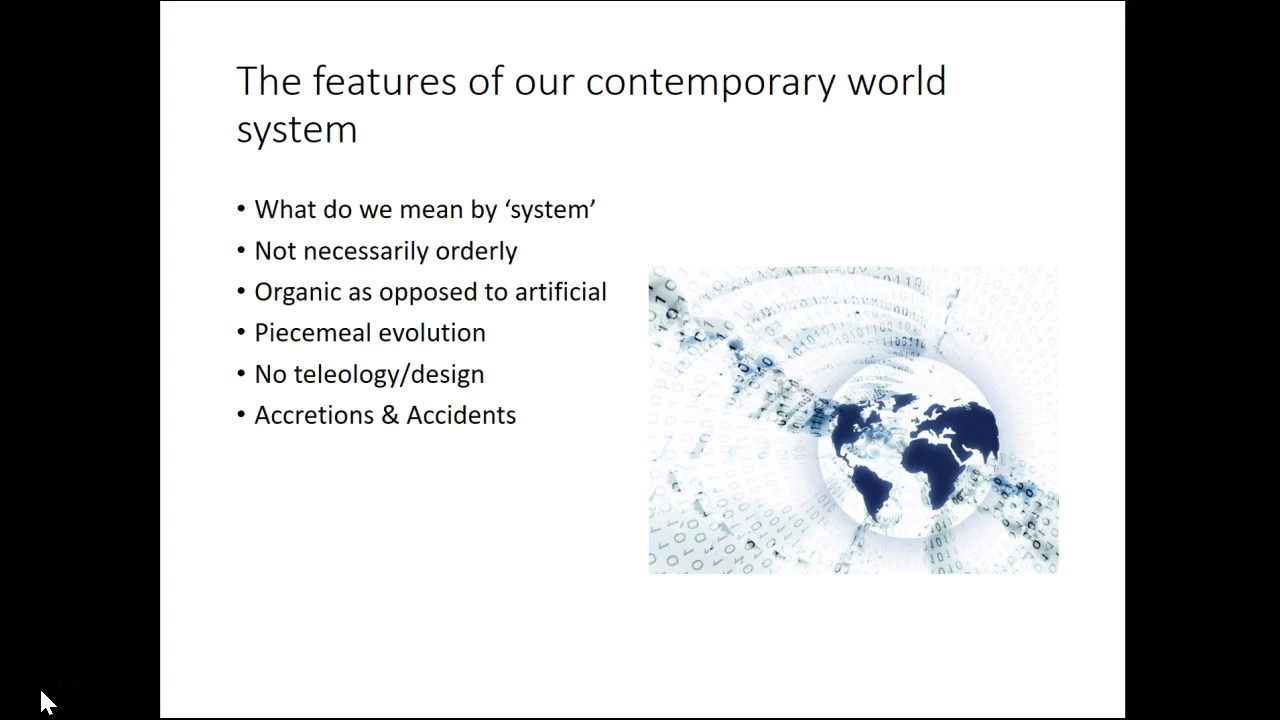 The features of our contemporary world
system
• What do we mean by ‘system’
• Not necessarily orderly
• Organic as opposed to artificial
• Piecemeal evolution
• No teleology/design
• Accretions & Accidents